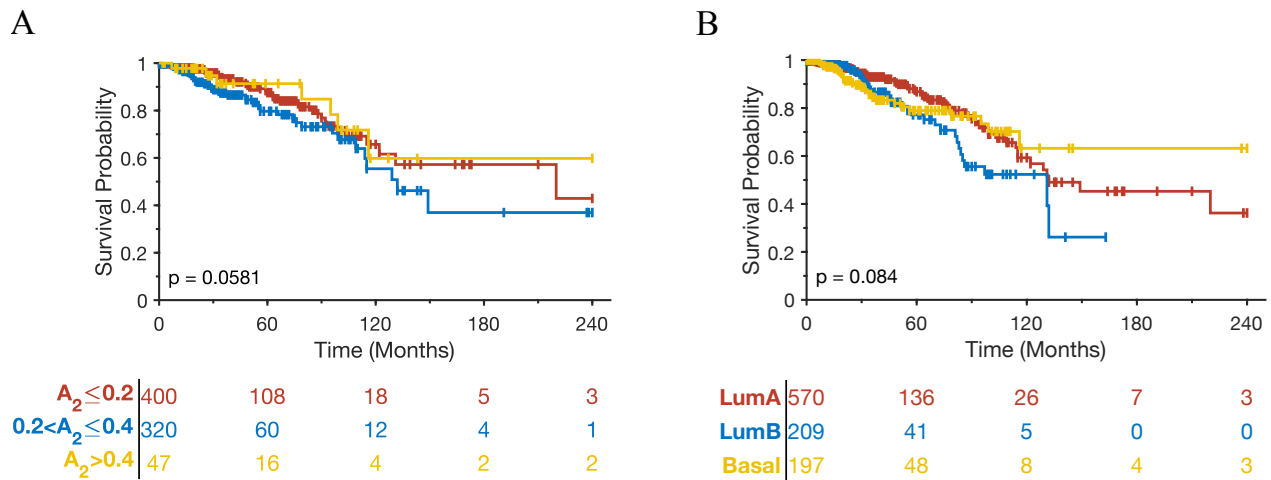 A
Survival Probability
1
0.8
0.6
0.4
0.2
0
p = 0.0581
0 60 120 180 240
Time (Months)
A2≤0.2 400 108 18 5 3
0.2<A2≤0.4 320 60 12 4 1
A2>0.4 47 16 4 2 2
B
Survival Probability
1
0.8
0.6
0.4
0.2
0
p = 0.084
0 60 120 180 240
Time (Months)
LumA 570 136 26 7 3
LumB 209 41 5 0 0
Basal 197 48 8 4 3